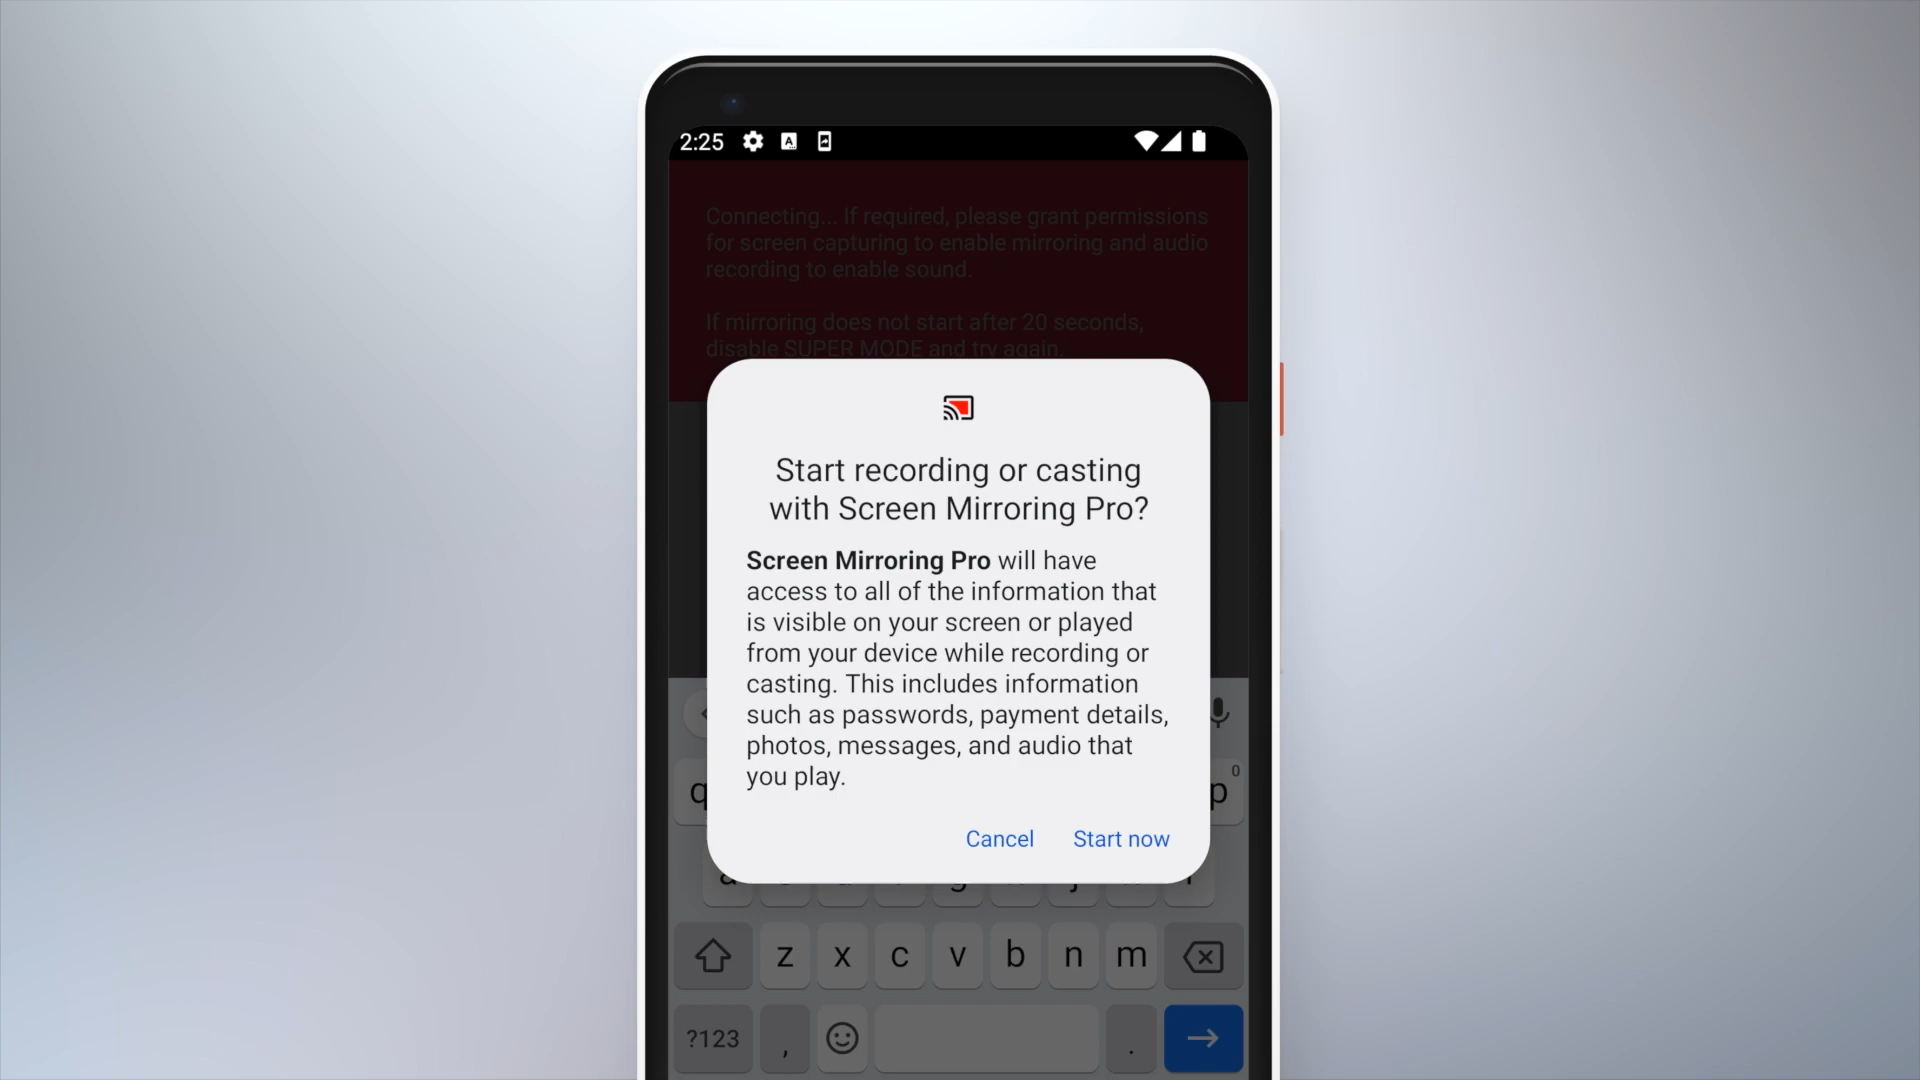 2:25
A
Connecting... If required, please grant permissions
for screen capturing to enable mirroring and audio
recording to enable sound.
If mirroring does not start after 20 seconds,
disable SUPER MODE and try again.
Start recording or casting
with Screen Mirroring Pro?
Screen Mirroring Pro will have
access to all of the information that
is visible on your screen or played
from your device while recording or
casting. This includes information
such as passwords, payment details,
photos, messages, and audio that
you play.
Cancel Start now
q p 0
a g j
z x c v b n m
?123 , .